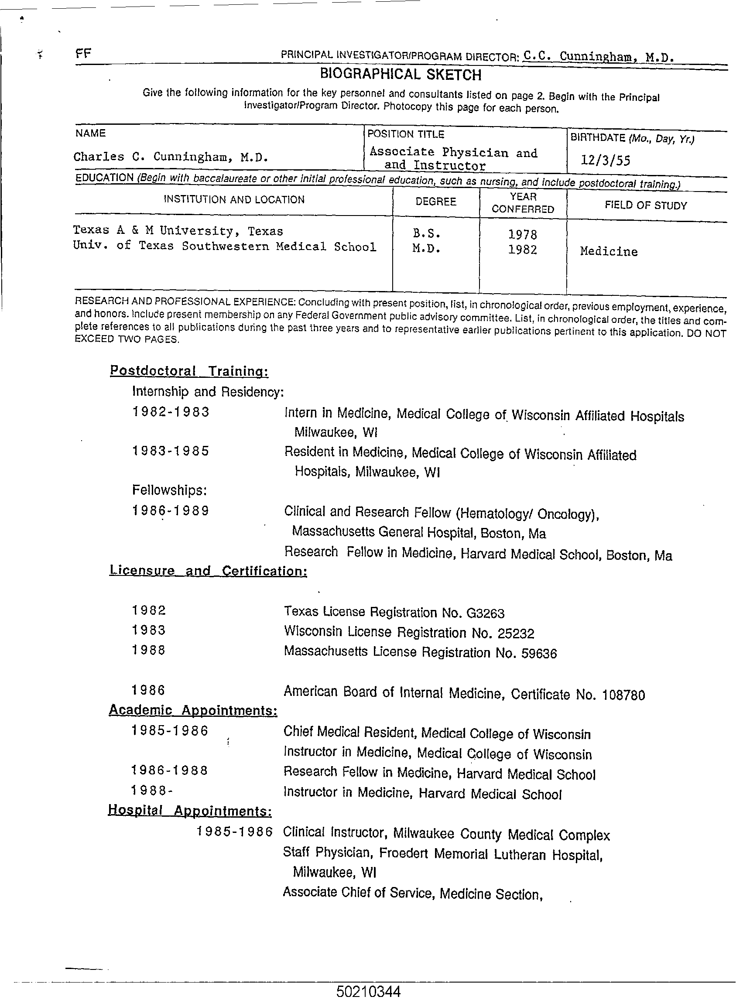 FF
PRINCIPAL INVESTIGATOR/PROGRAM DIRECTOR: C.C. Cunningham, M.D.
BIOGRAPHICAL SKETCH
Give the following information for the key personnel and consultants listed on page 2. Begin with the Principal
Investigator/Program Director. Photocopy this page for each person.
NAME
POSITION TITLE
BIRTHDATE (Mo., Day, Yr.)
Charles C. Cunningham, M.D.
Associate Physician and
and Instructor
12/3/55
EDUCATION (Begin with baccalaureate or other initial professional education, such as nursing, and include postdoctoral training.)
INSTITUTION AND LOCATION
DEGREE
YEAR
CONFERRED
FIELD OF STUDY
Texas A & M University, Texas
B.S.
1978
Univ. of Texas Southwestern Medical School
M.D.
1982
Medicine
RESEARCH AND PROFESSIONAL EXPERIENCE: Concluding with present position, list, in chronological order, previous employment, experience,
and honors. Include present membership on any Federal Government public advisory committee. List, in chronological order, the titles and com-
plete references to all publications during the past three years and to representative earlier publications pertinent to this application. DO NOT
EXCEED TWO PAGES.
Postdoctoral Training:
Internship and Residency:
1982-1983 Intern in Medicine, Medical College of Wisconsin Affiliated Hospitals
Milwaukee, WI
1983-1985 Resident in Medicine, Medical College of Wisconsin Affiliated
Hospitals, Milwaukee, WI
Fellowships:
1986-1989 Clinical and Research Fellow (Hematology/ Oncology),
Massachusetts General Hospital, Boston, Ma
Research Fellow in Medicine, Harvard Medical School, Boston, Ma
Licensure and Certification:
1982 Texas License Registration No. G3263
1983 Wisconsin License Registration No. 25232
1988 Massachusetts License Registration No. 59636
1986 American Board of Internal Medicine, Certificate No. 108780
Academic Appointments:
1985-1986 Chief Medical Resident, Medical College of Wisconsin
Instructor in Medicine, Medical College of Wisconsin
1986-1988 Research Fellow in Medicine, Harvard Medical School
1988- Instructor in Medicine, Harvard Medical School
Hospital Appointments:
1985-1986 Clinical Instructor, Milwaukee County Medical Complex
Staff Physician, Froedert Memorial Lutheran Hospital,
Milwaukee, WI
Associate Chief of Service, Medicine Section,
50210344